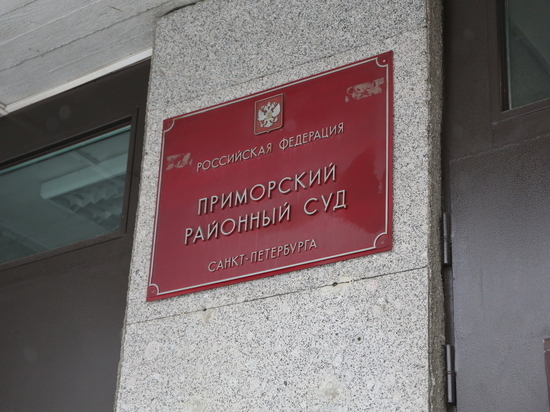 РОССИЙСКАЯ ФЕДЕРАЦИЯ
ПРИМОРСКИЙ
РАЙОННЫЙ СУД
САНКТ-ПЕТЕРБУРГА